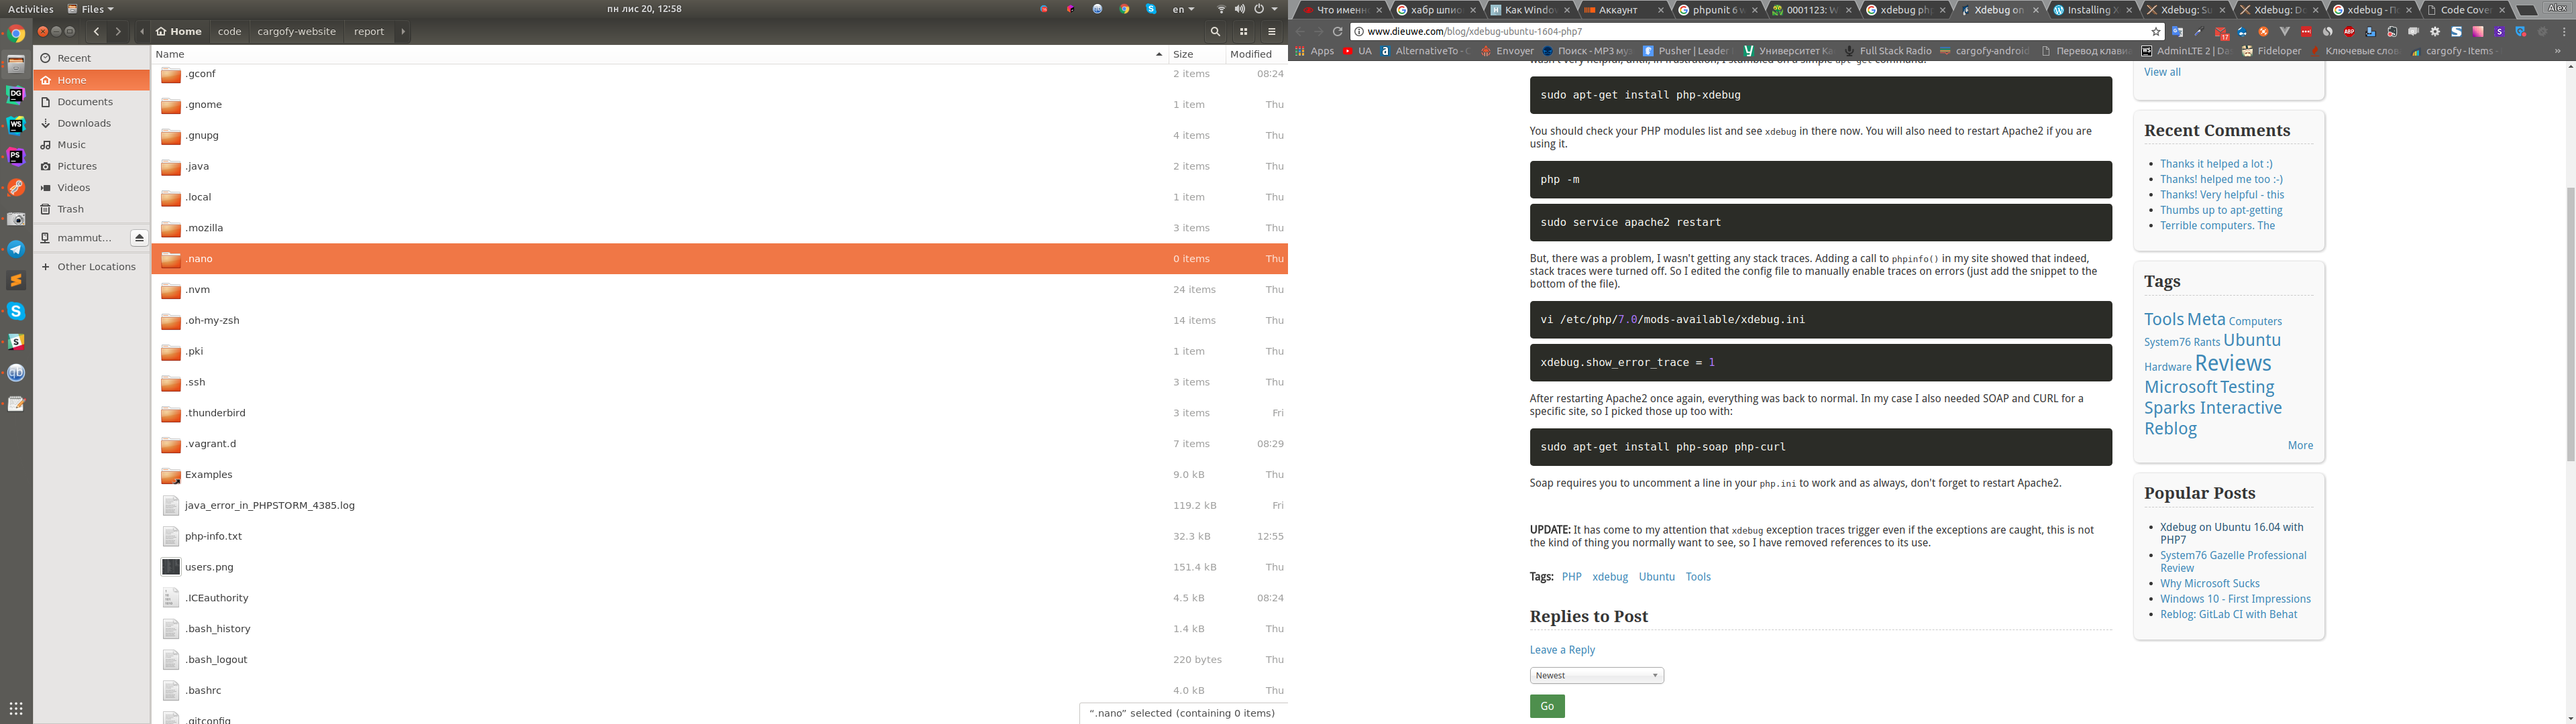 Activities Files пн лис 20, 12:58 en
Home code cargofy-website report
Recent
Home
Documents
Downloads
Music
Pictures
Videos
Trash
mammut...
Other Locations
Name Size Modified
.gconf 2 items 08:24
.gnome 1 item Thu
.gnupg 4 items Thu
.java 2 items Thu
.local 1 item Thu
.mozilla 3 items Thu
.nano 0 items Thu
.nvm 24 items Thu
.oh-my-zsh 14 items Thu
.pki 1 item Thu
.ssh 3 items Thu
.thunderbird 3 items Fri
.vagrant.d 7 items 08:29
Examples 9.0 kB Thu
java_error_in_PHPSTORM_4385.log 119.2 kB Fri
php-info.txt 32.3 kB 12:55
users.png 151.4 kB Thu
.ICEauthority 4.5 kB 08:24
.bash_history 1.4 kB Thu
.bash_logout 220 bytes Thu
.bashrc 4.0 kB Thu
.gitconfig
".nano" selected (containing 0 items)
Что именн хабр шпио Как Window Аккаунт phpunit 6 w 0001123: W xdebug ph Xdebug on Installing X Xdebug: Su Xdebug: Do xdebug - По Code Cover Alex
www.dieuwe.com/blog/xdebug-ubuntu-1604-php7
Apps UA AlternativeTo - C Envoyer Поиск - MP3 му Pusher | Leader Университет Ка Full Stack Radio cargofy-android Перевод клави AdminLTE 2 | Da Fideloper Ключевые слов cargofy - Items -
wasn't very helpful, until, in frustration, I stumbled on a simple apt-get command.
sudo apt-get install php-xdebug
You should check your PHP modules list and see xdebug in there now. You will also need to restart Apache2 if you are
using it.
php -m
sudo service apache2 restart
But, there was a problem, I wasn't getting any stack traces. Adding a call to phpinfo() in my site showed that indeed,
stack traces were turned off. So I edited the config file to manually enable traces on errors (just add the snippet to the
bottom of the file).
vi /etc/php/7.0/mods-available/xdebug.ini
xdebug.show_error_trace = 1
After restarting Apache2 once again, everything was back to normal. In my case I also needed SOAP and CURL for a
specific site, so I picked those up too with:
sudo apt-get install php-soap php-curl
Soap requires you to uncomment a line in your php.ini to work and as always, don't forget to restart Apache2.
UPDATE: It has come to my attention that xdebug exception traces trigger even if the exceptions are caught, this is not
the kind of thing you normally want to see, so I have removed references to its use.
Tags: PHP xdebug Ubuntu Tools
Replies to Post
Leave a Reply
Newest
Go
View all
Recent Comments
Thanks it helped a lot :)
Thanks! helped me too :-)
Thanks! Very helpful - this
Thumbs up to apt-getting
Terrible computers. The
Tags
Tools Meta Computers
System76 Rants Ubuntu
Hardware Reviews
Microsoft Testing
Sparks Interactive
Reblog
More
Popular Posts
Xdebug on Ubuntu 16.04 with
PHP7
System76 Gazelle Professional
Review
Why Microsoft Sucks
Windows 10 - First Impressions
Reblog: GitLab CI with Behat